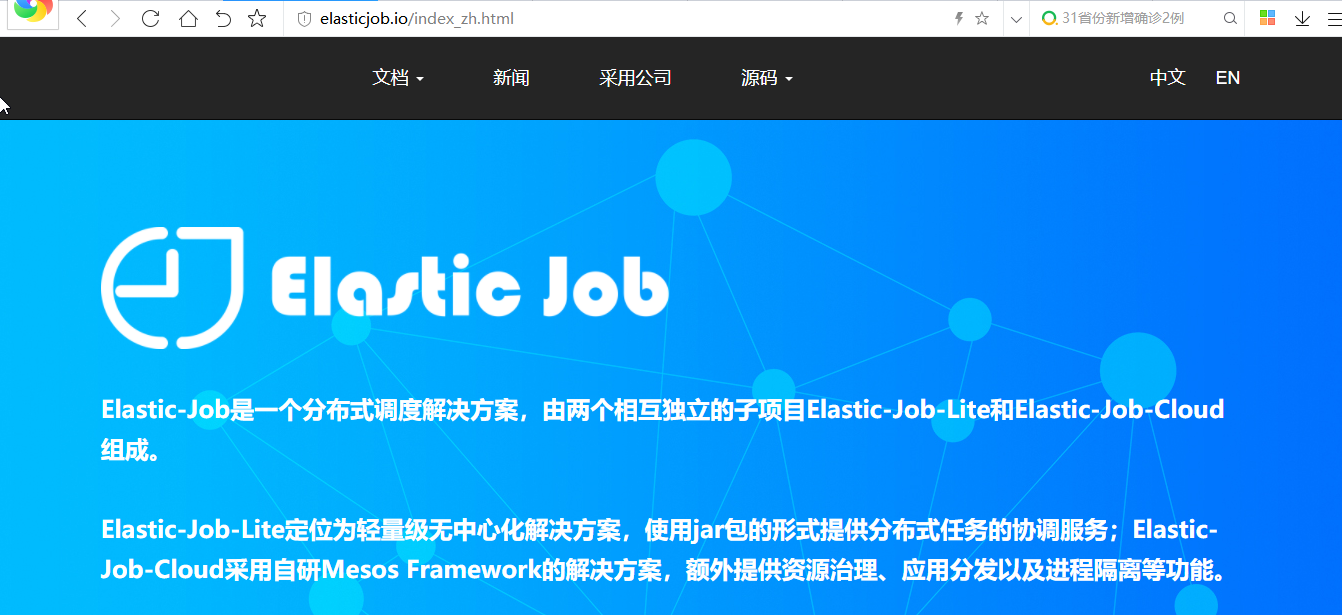 elasticjob.io/index_zh.html
31省份新增确诊2例
文档 新闻 采用公司 源码 中文 EN
Elastic Job
Elastic-Job是一个分布式调度解决方案，由两个相互独立的子项目Elastic-Job-Lite和Elastic-Job-Cloud
组成。
Elastic-Job-Lite定位为轻量级无中心化解决方案，使用jar包的形式提供分布式任务的协调服务；Elastic-
Job-Cloud采用自研Mesos Framework的解决方案，额外提供资源治理、应用分发以及进程隔离等功能。